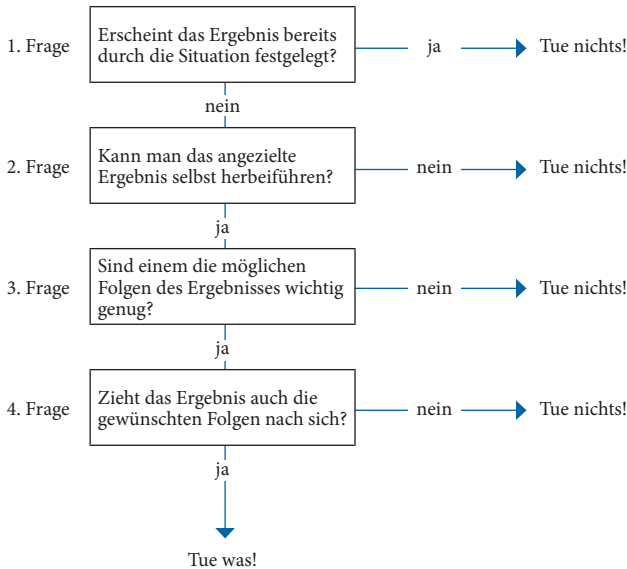 1. Frage
Erscheint das Ergebnis bereits
durch die Situation festgelegt?
ja
Tue nichts!
nein
2. Frage
Kann man das angezielte
Ergebnis selbst herbeiführen?
nein
Tue nichts!
ja
3. Frage
Sind einem die möglichen
Folgen des Ergebnisses wichtig
genug?
nein
Tue nichts!
ja
4. Frage
Zieht das Ergebnis auch die
gewünschten Folgen nach sich?
nein
Tue nichts!
ja
Tue was!